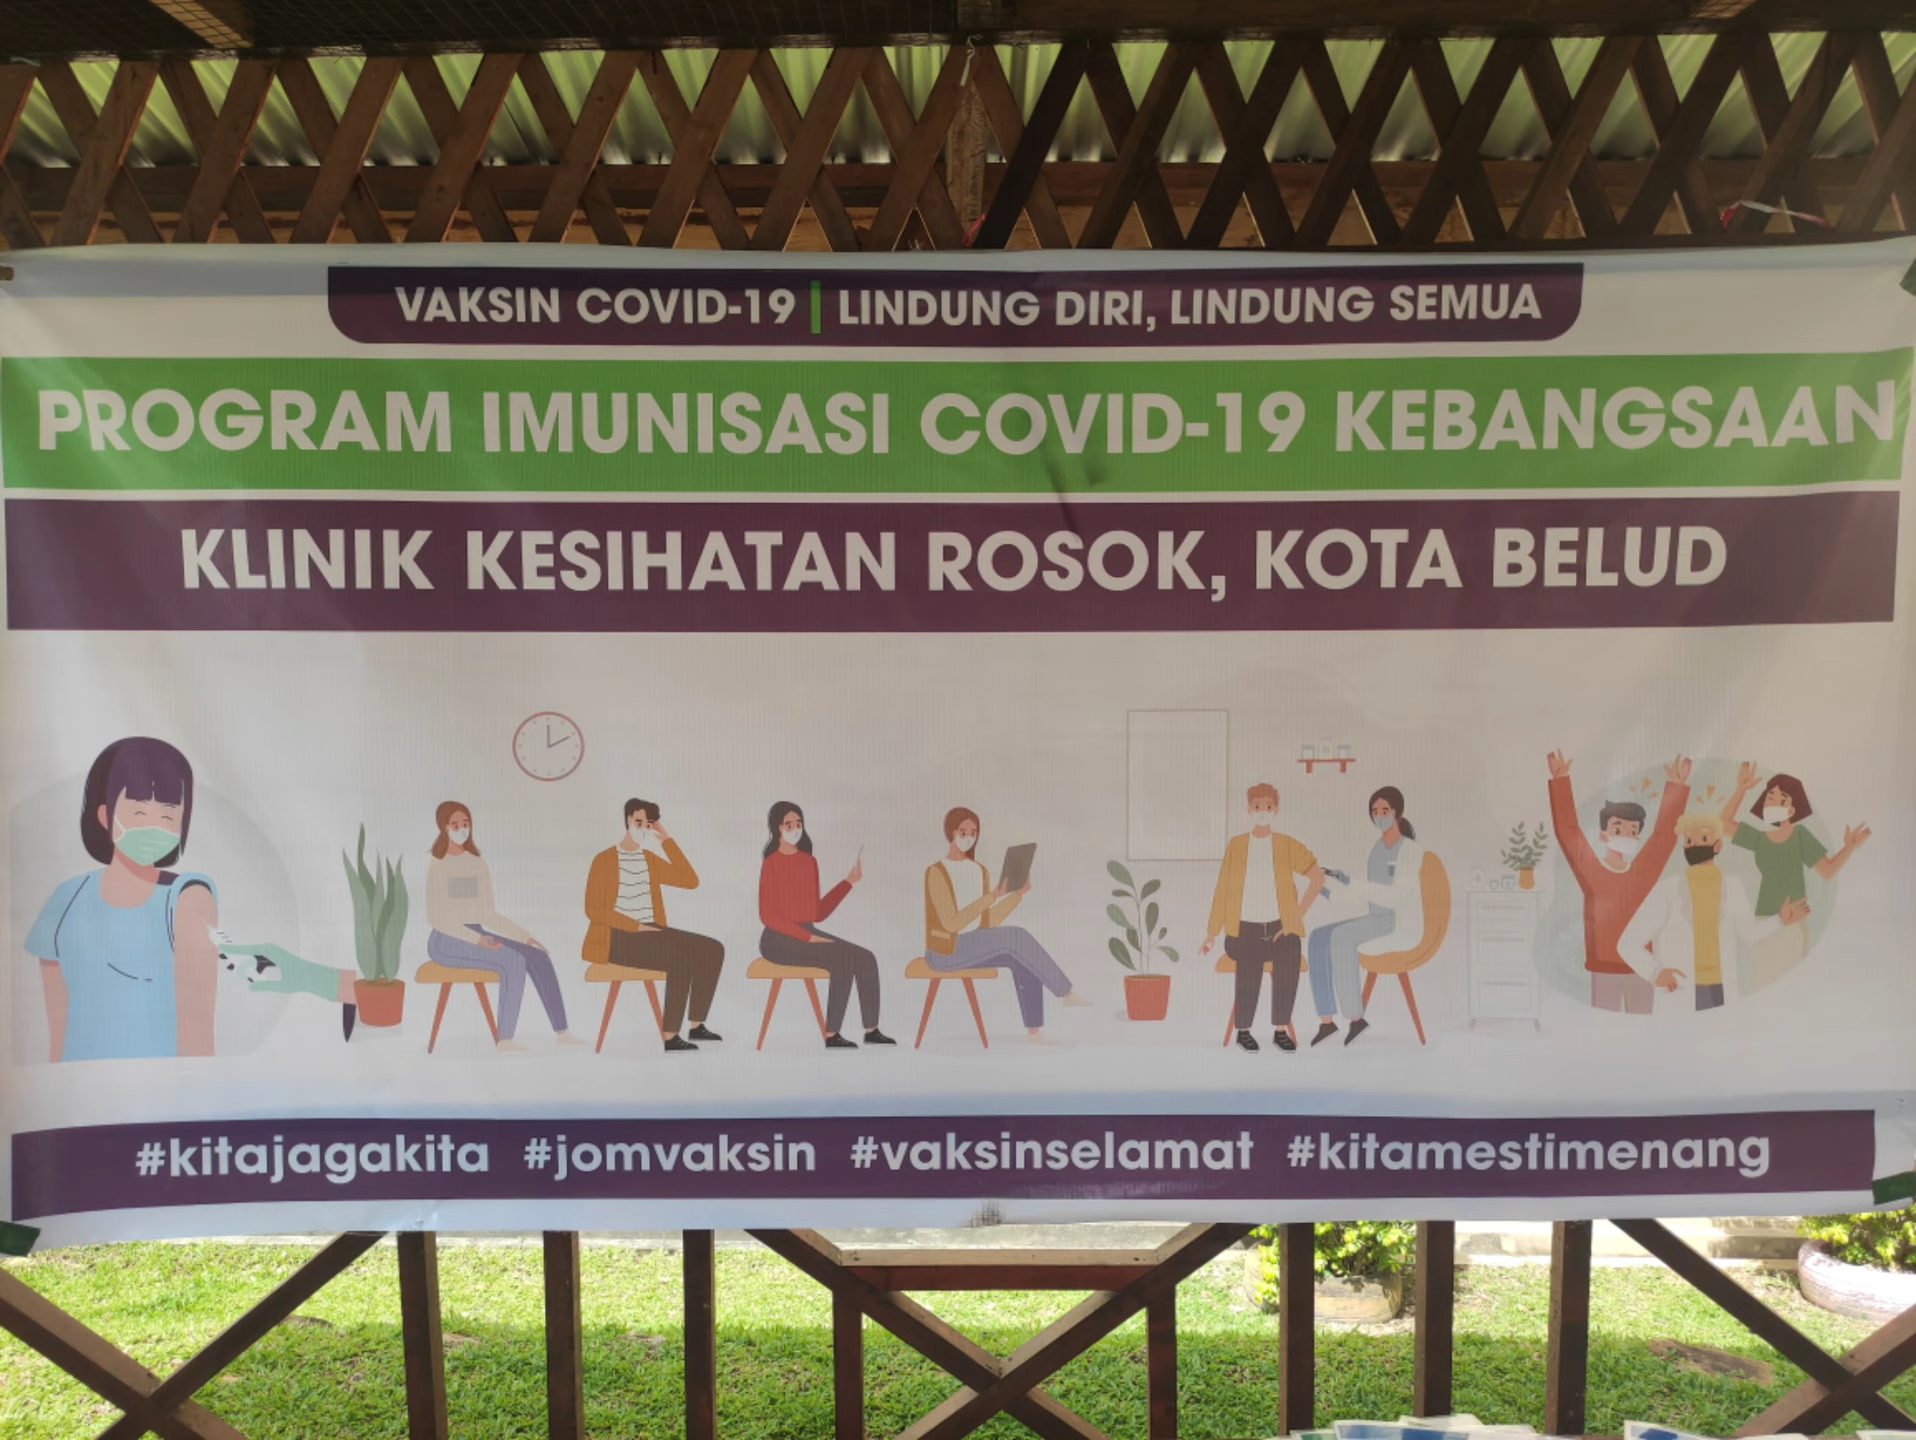 VAKSIN COVID-19 | LINDUNG DIRI, LINDUNG SEMUA
PROGRAM IMUNISASI COVID-19 KEBANGSAAN
KLINIK KESIHATAN ROSOK, KOTA BELUD
#kitajagakita #jomvaksin #vaksinselamat #kitamestimenang